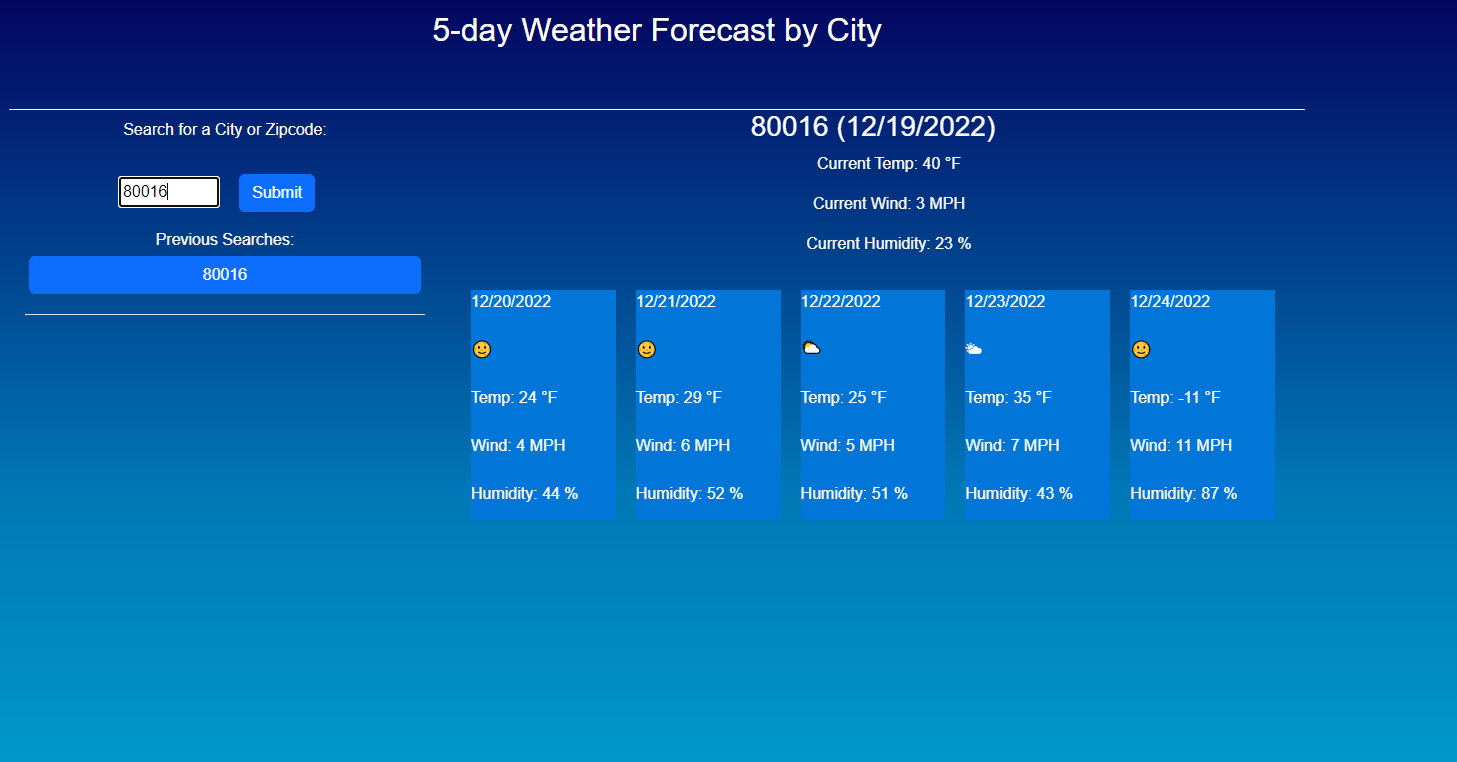 5-day Weather Forecast by City
Search for a City or Zipcode:
80016
Submit
Previous Searches:
80016
80016 (12/19/2022)
Current Temp: 40 °F
Current Wind: 3 MPH
Current Humidity: 23 %
12/20/2022
Temp: 24 °F
Wind: 4 MPH
Humidity: 44 %
12/21/2022
Temp: 29 °F
Wind: 6 MPH
Humidity: 52 %
12/22/2022
Temp: 25 °F
Wind: 5 MPH
Humidity: 51 %
12/23/2022
Temp: 35 °F
Wind: 7 MPH
Humidity: 43 %
12/24/2022
Temp: -11 °F
Wind: 11 MPH
Humidity: 87 %